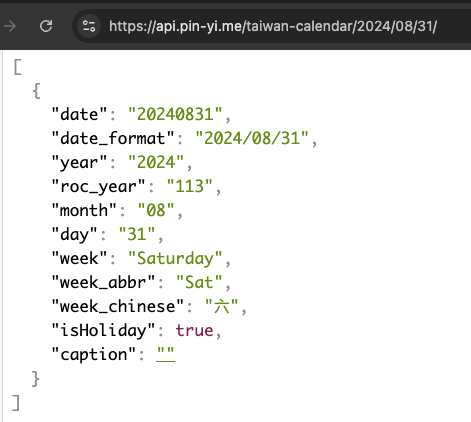 https://api.pin-yi.me/taiwan-calendar/2024/08/31/
[
{
"date": "20240831",
"date_format": "2024/08/31",
"year": "2024",
"roc_year": "113",
"month": "08",
"day": "31",
"week": "Saturday",
"week_abbr": "Sat",
"week_chinese": "六",
"isHoliday": true,
"caption": ""
}
]